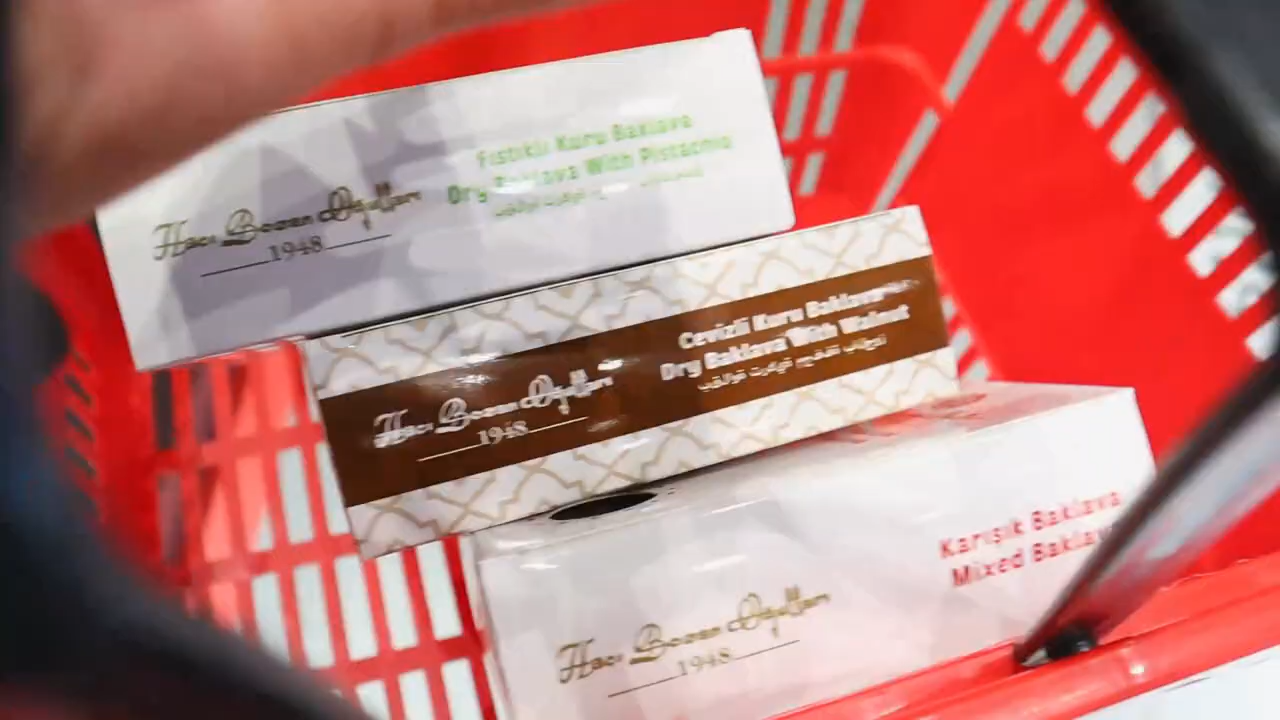 Hacı Bozan Oğulları
1948
Fıstıklı Kuru Baklava
Dry Baklava With Pistachio
Hacı Bozan Oğulları
1948
Cevizli Kuru Baklava
Dry Baklava With Walnut
Hacı Bozan Oğulları
1948
Karışık Baklava
Mixed Baklava